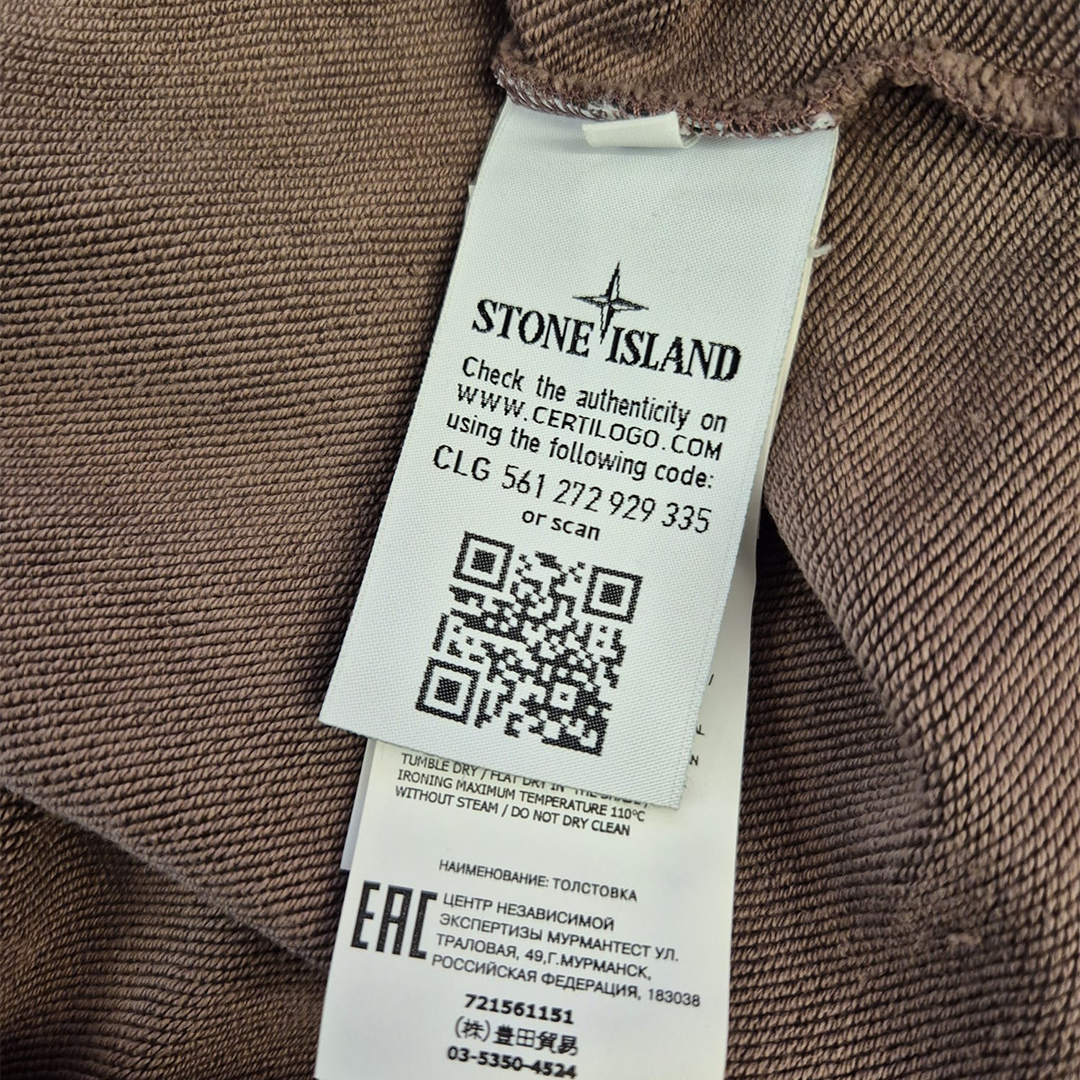 STONE ISLAND
Check the authenticity on
WWW.CERTILOGO.COM
using the following code:
CLG 561 272 929 335
or scan
TUMBLE DRY / FLAT DRY IN THE SHADE /
IRONING MAXIMUM TEMPERATURE 110°C
WITHOUT STEAM / DO NOT DRY CLEAN
НАИМЕНОВАНИЕ: ТОЛСТОВКА
EAC
ЦЕНТР НЕЗАВИСИМОЙ
ЭКСПЕРТИЗЫ МУРМАНТЕСТ УЛ.
ТРАЛОВАЯ, 49,Г.МУРМАНСК,
РОССИЙСКАЯ ФЕДЕРАЦИЯ, 183038
721561151
(株)豊田貿易
03-5350-4524